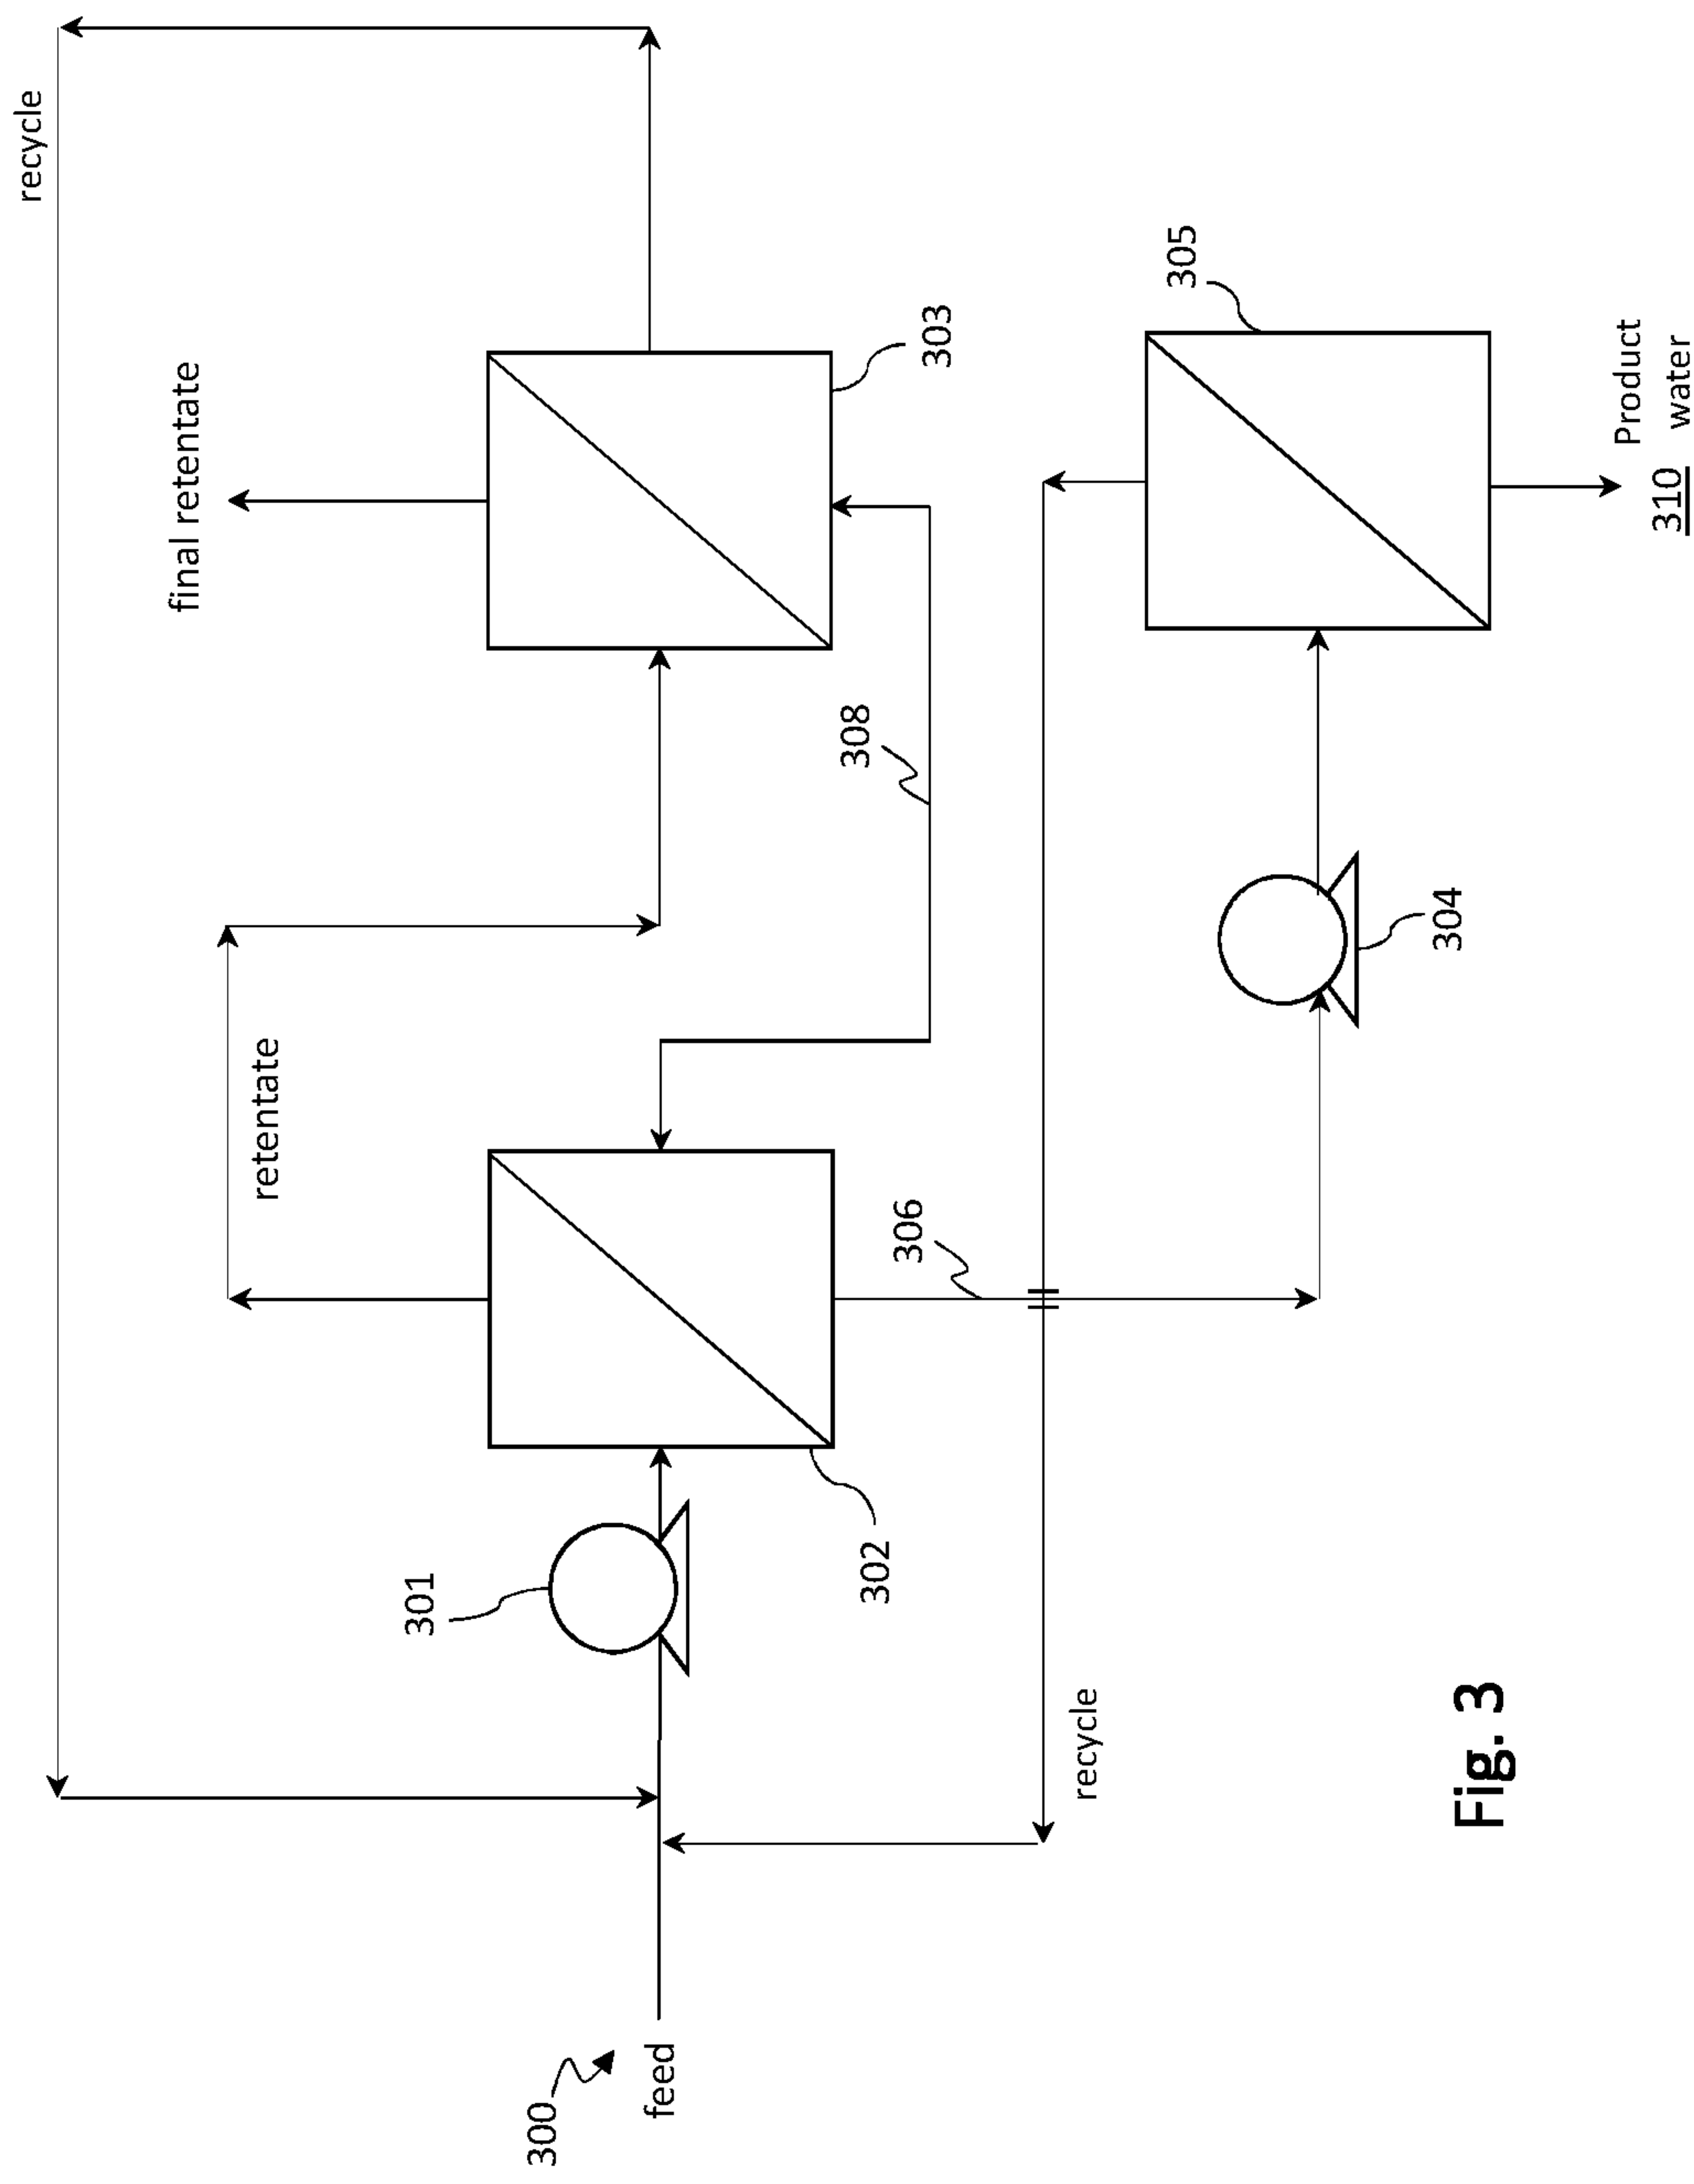 recycle
final retentate
retentate
303
305
308
301
302
306
304
Product
water
310
recycle
300
feed
Fig. 3